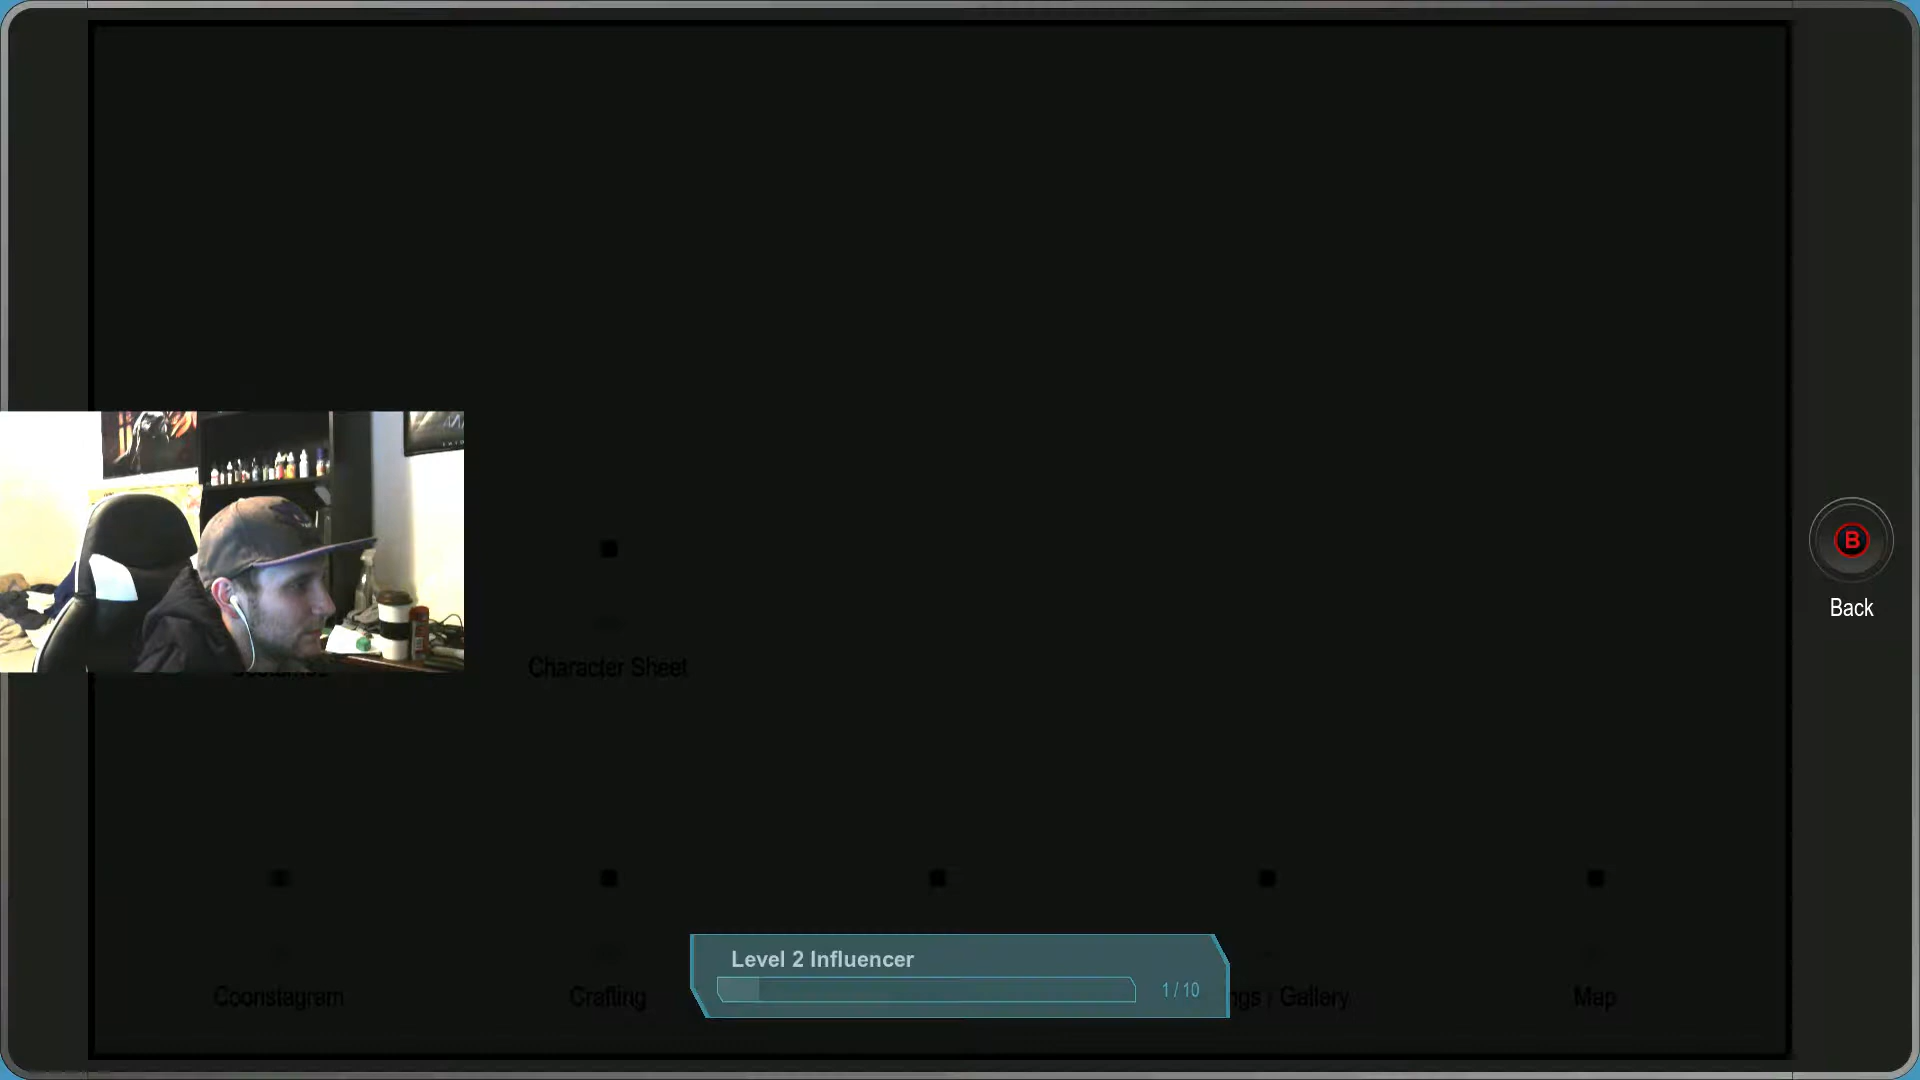 B
Back
Character Sheet
Level 2 Influencer
1 / 10
Coonstagram
Crafting
Gallery
Map